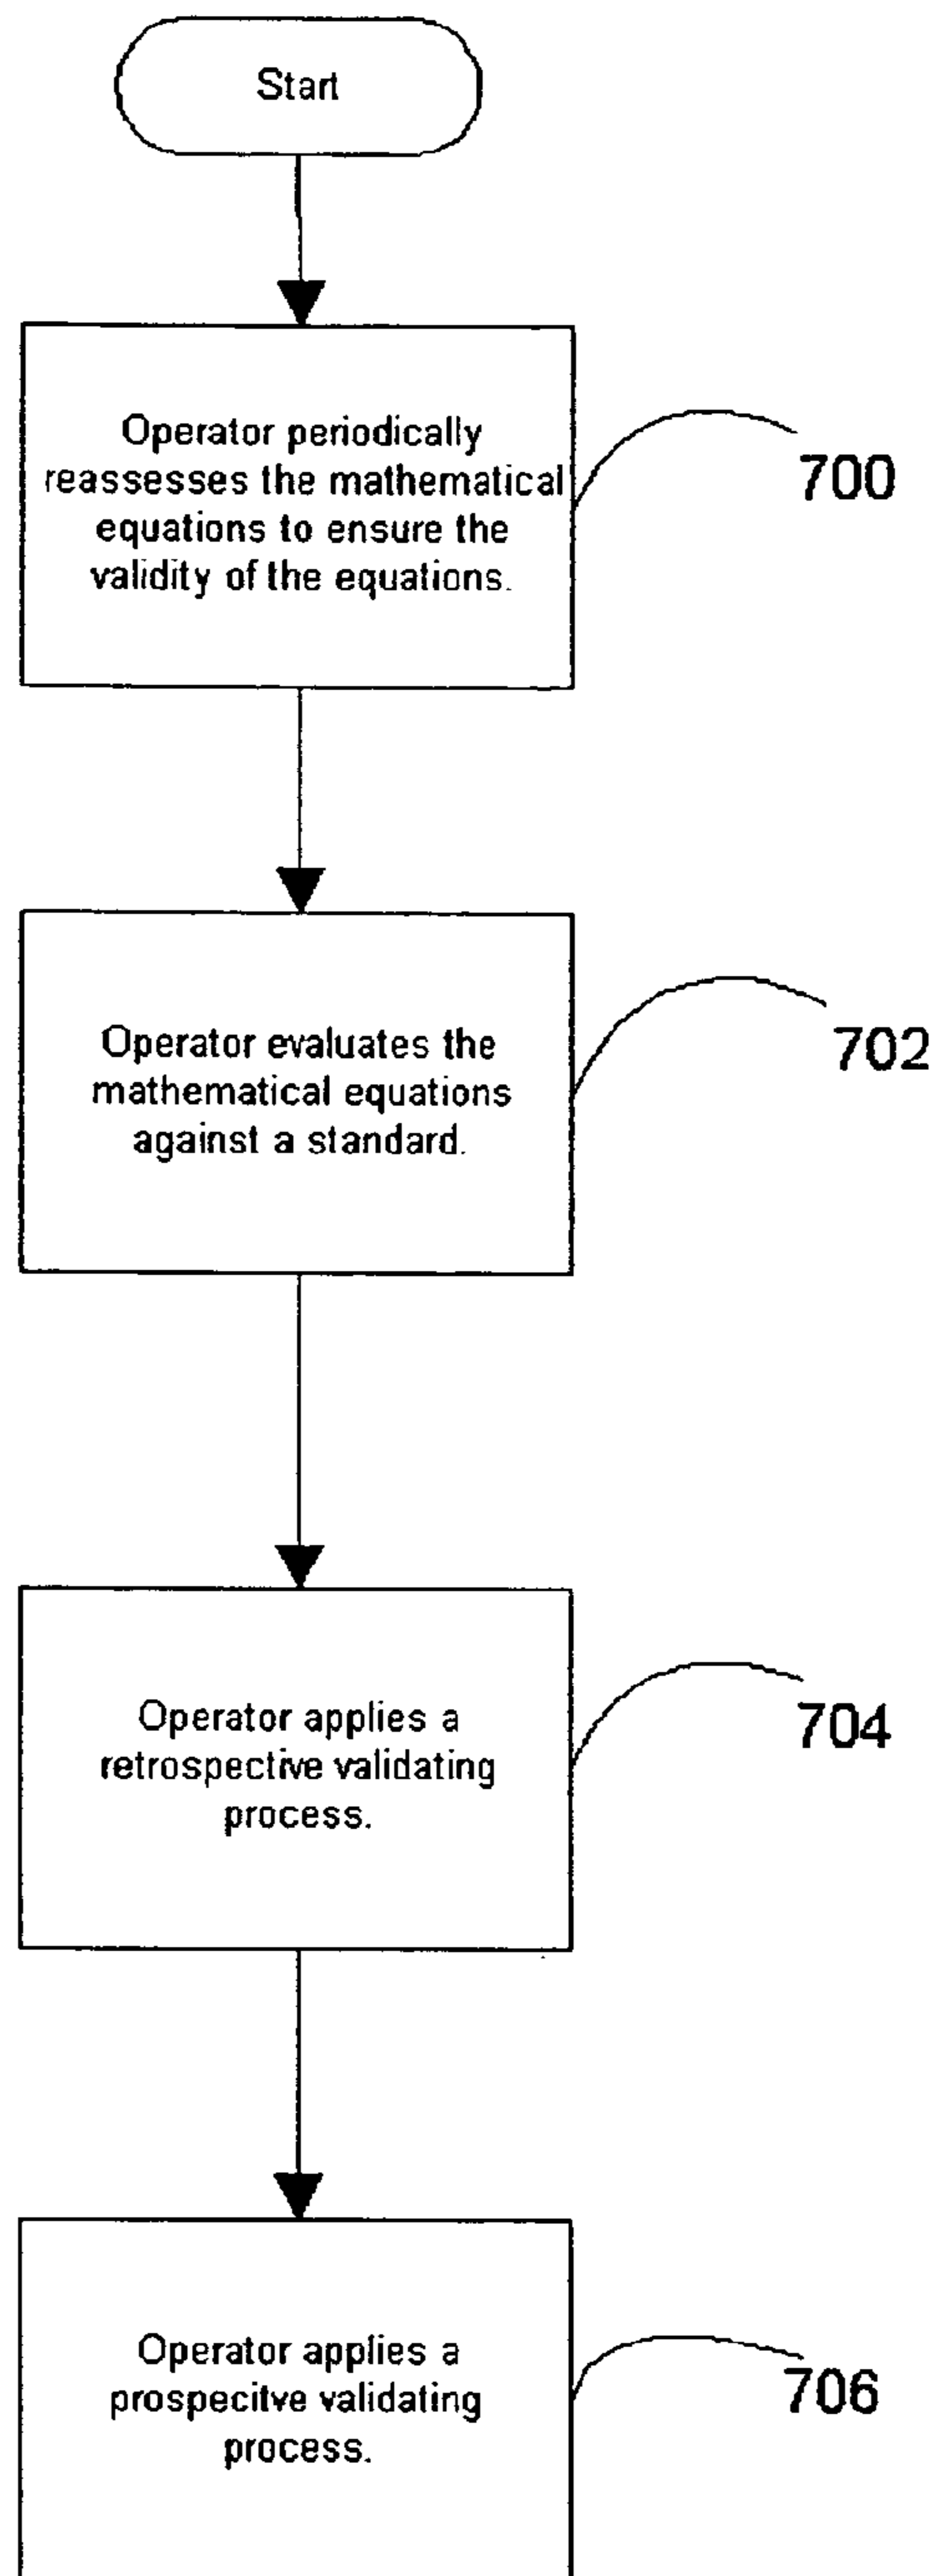 Start
Operator periodically
reassesses the mathematical
equations to ensure the
validity of the equations.
700
Operator evaluates the
mathematical equations
against a standard.
702
Operator applies a
retrospective validating
process.
704
Operator applies a
prospecitve validating
process.
706